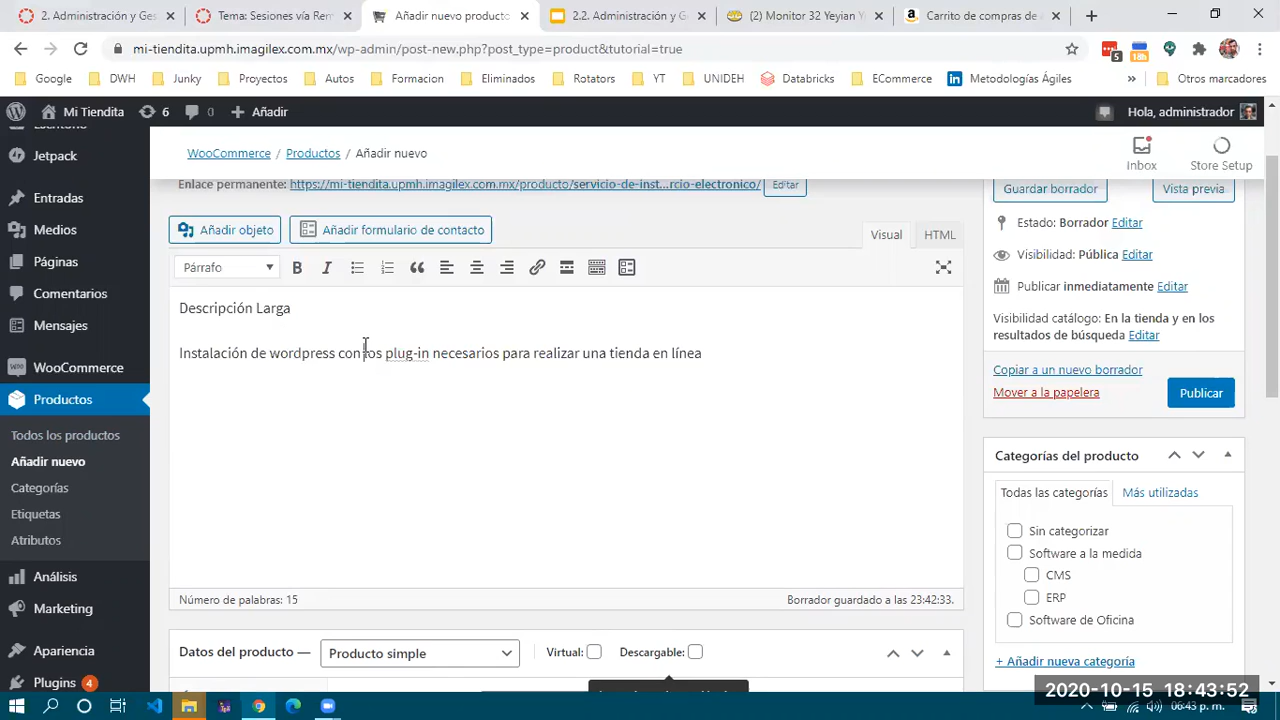 2. Administración y Ges
Tema: Sesiones vía Rem
Añadir nuevo producto
2.2. Administración y G
(2) Monitor 32 Yeyian Y
Carrito de compras de
mi-tiendita.upmh.imagilex.com.mx/wp-admin/post-new.php?post_type=product&tutorial=true
5
18h
Google
DWH
Junky
Proyectos
Autos
Formacion
Eliminados
Rotators
YT
UNIDEH
Databricks
ECommerce
Metodologías Ágiles
»
Otros marcadores
Mi Tiendita
6
0
Añadir
Hola, administrador
Escritorio
Jetpack
Entradas
Medios
Páginas
Comentarios
Mensajes
WooCommerce
Productos
Todos los productos
Añadir nuevo
Categorías
Etiquetas
Atributos
Análisis
Marketing
Apariencia
Plugins 4
WooCommerce / Productos / Añadir nuevo
Inbox
Store Setup
Enlace permanente: https://mi-tiendita.upmh.imagilex.com.mx/producto/servicio-de-inst...rcio-electronico/ Editar
Añadir objeto
Añadir formulario de contacto
Visual
HTML
Párrafo
Descripción Larga
Instalación de wordpress con los plug-in necesarios para realizar una tienda en línea
Número de palabras: 15
Borrador guardado a las 23:42:33.
Datos del producto —
Producto simple
Virtual:
Descargable:
Guardar borrador
Vista previa
Estado: Borrador Editar
Visibilidad: Pública Editar
Publicar inmediatamente Editar
Visibilidad catálogo: En la tienda y en los
resultados de búsqueda Editar
Copiar a un nuevo borrador
Mover a la papelera
Publicar
Categorías del producto
Todas las categorías
Más utilizadas
Sin categorizar
Software a la medida
CMS
ERP
Software de Oficina
+ Añadir nueva categoría
2020-10-15 18:43:52
06:43 p. m.